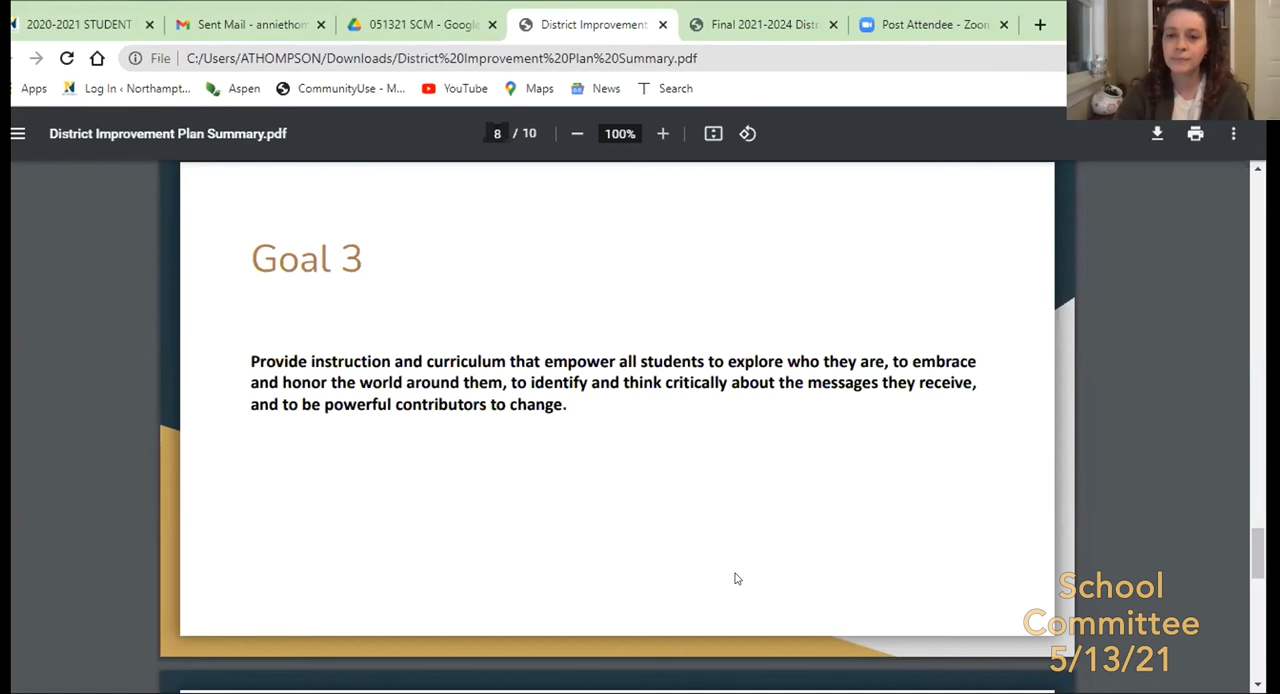 2020-2021 STUDENT
Sent Mail - anniethom
051321 SCM - Google
District Improvement
Final 2021-2024 Distr
Post Attendee - Zoon
File
C:/Users/ATHOMPSON/Downloads/District%20Improvement%20Plan%20Summary.pdf
Apps
Log In ‹ Northampt...
Aspen
CommunityUse - M...
YouTube
Maps
News
Search
District Improvement Plan Summary.pdf
8 / 10
100%
Goal 3
Provide instruction and curriculum that empower all students to explore who they are, to embrace
and honor the world around them, to identify and think critically about the messages they receive,
and to be powerful contributors to change.
School
Committee
5/13/21